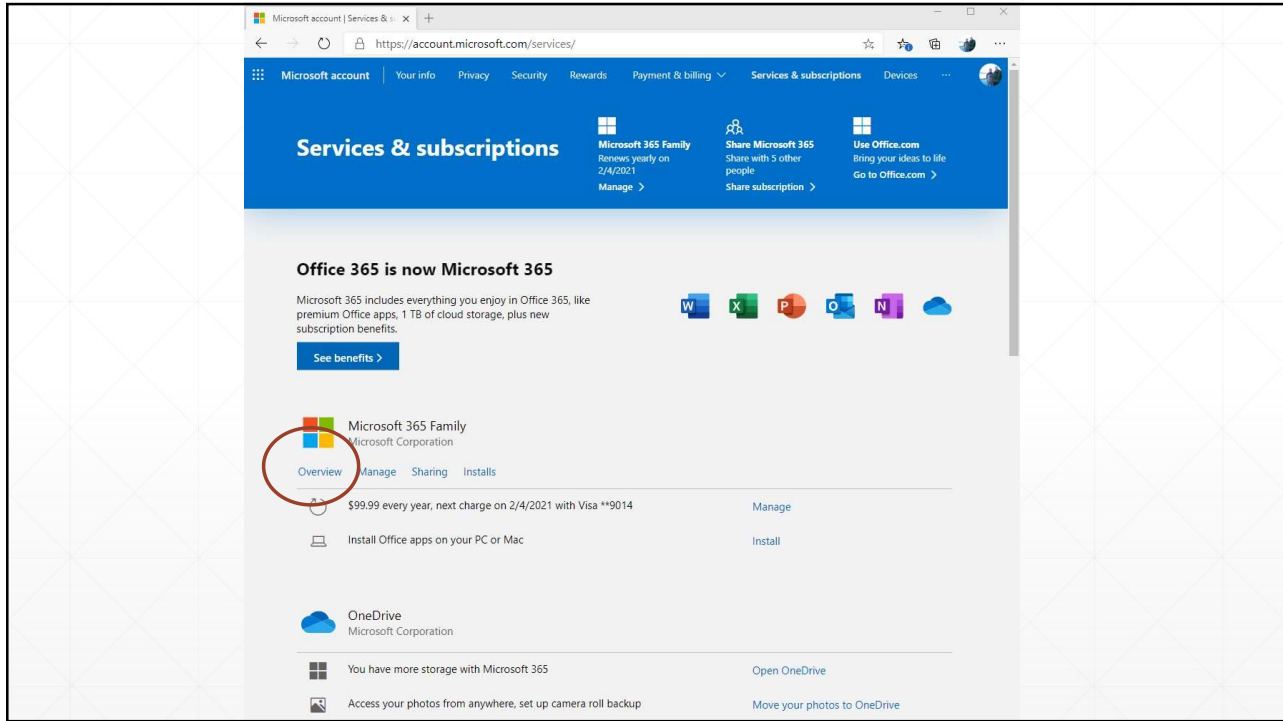 Microsoft account | Services & s
https://account.microsoft.com/services/
Microsoft account Your info Privacy Security Rewards Payment & billing Services & subscriptions Devices ...
Services & subscriptions
Microsoft 365 Family
Renews yearly on
2/4/2021
Manage >
Share Microsoft 365
Share with 5 other
people
Share subscription >
Use Office.com
Bring your ideas to life
Go to Office.com >
Office 365 is now Microsoft 365
Microsoft 365 includes everything you enjoy in Office 365, like
premium Office apps, 1 TB of cloud storage, plus new
subscription benefits.
See benefits >
W X P O N
Microsoft 365 Family
Microsoft Corporation
Overview Manage Sharing Installs
$99.99 every year, next charge on 2/4/2021 with Visa **9014 Manage
Install Office apps on your PC or Mac Install
OneDrive
Microsoft Corporation
You have more storage with Microsoft 365 Open OneDrive
Access your photos from anywhere, set up camera roll backup Move your photos to OneDrive